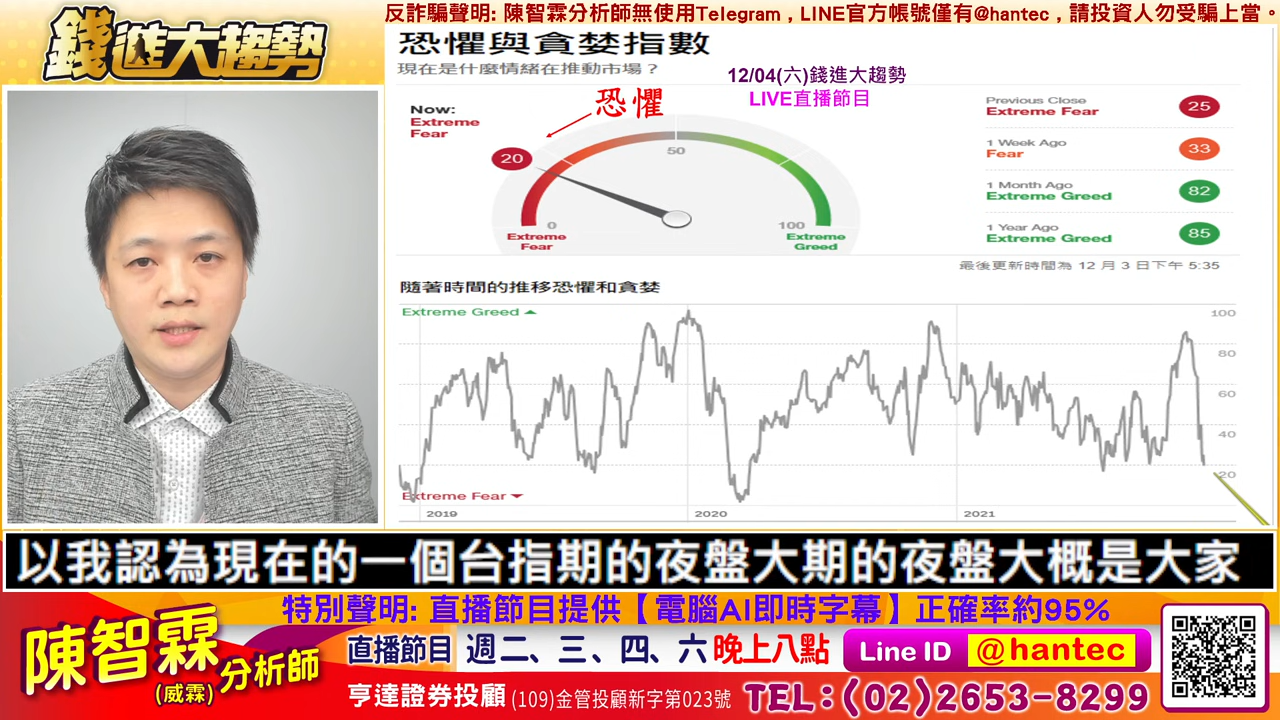 反詐騙聲明: 陳智霖分析師無使用Telegram , LINE官方帳號僅有@hantec , 請投資人勿受騙上當。
錢進大趨勢
恐懼與貪婪指數
現在是什麼情緒在推動市場？
12/04(六)錢進大趨勢
LIVE直播節目
恐懼
Now:
Extreme
Fear
20
50
0
100
Extreme
Fear
Extreme
Greed
Previous Close
Extreme Fear
25
1 Week Ago
Fear
33
1 Month Ago
Extreme Greed
82
1 Year Ago
Extreme Greed
85
最後更新時間為 12 月 3 日下午 5:35
隨著時間的推移恐懼和貪婪
Extreme Greed
100
80
60
40
20
Extreme Fear
2019
2020
2021
以我認為現在的一個台指期的夜盤大期的夜盤大概是大家
特別聲明: 直播節目提供【電腦AI即時字幕】正確率約95%
陳智霖
(威霖)
分析師
直播節目 週二、三、四、六晚上八點
Line ID @hantec
亨達證券投顧 (109)金管投顧新字第023號
TEL:(02)2653-8299